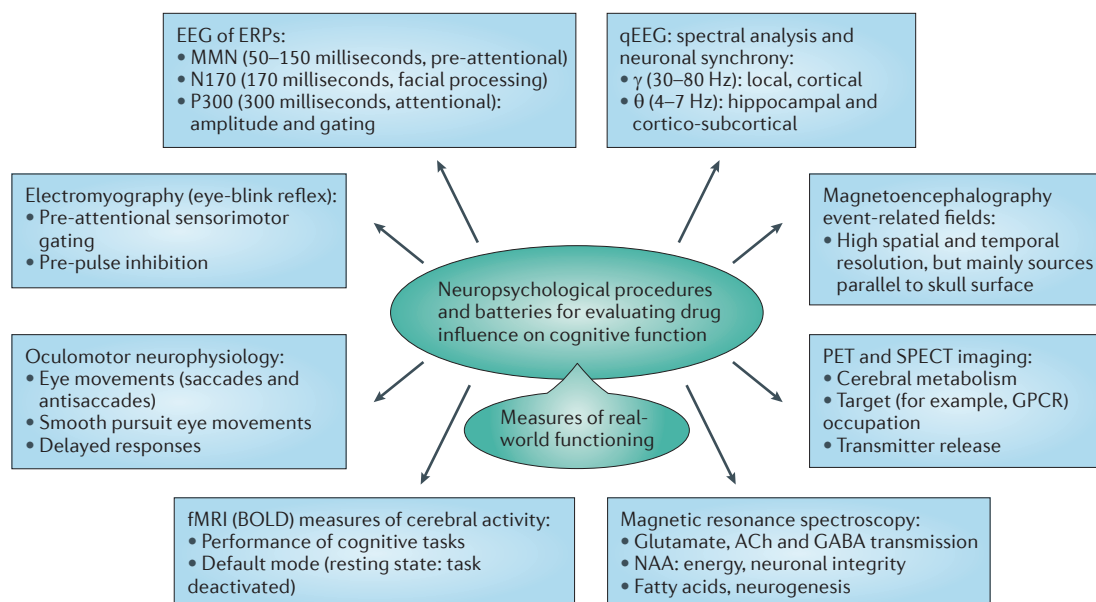 EEG of ERPs:
• MMN (50–150 milliseconds, pre-attentional)
• N170 (170 milliseconds, facial processing)
• P300 (300 milliseconds, attentional):
amplitude and gating
qEEG: spectral analysis and
neuronal synchrony:
• γ (30–80 Hz): local, cortical
• θ (4–7 Hz): hippocampal and
cortico-subcortical
Electromyography (eye-blink reflex):
• Pre-attentional sensorimotor
gating
• Pre-pulse inhibition
Magnetoencephalography
event-related fields:
• High spatial and temporal
resolution, but mainly sources
parallel to skull surface
Neuropsychological procedures
and batteries for evaluating drug
influence on cognitive function
Measures of real-
world functioning
Oculomotor neurophysiology:
• Eye movements (saccades and
antisaccades)
• Smooth pursuit eye movements
• Delayed responses
PET and SPECT imaging:
• Cerebral metabolism
• Target (for example, GPCR)
occupation
• Transmitter release
fMRI (BOLD) measures of cerebral activity:
• Performance of cognitive tasks
• Default mode (resting state: task
deactivated)
Magnetic resonance spectroscopy:
• Glutamate, ACh and GABA transmission
• NAA: energy, neuronal integrity
• Fatty acids, neurogenesis